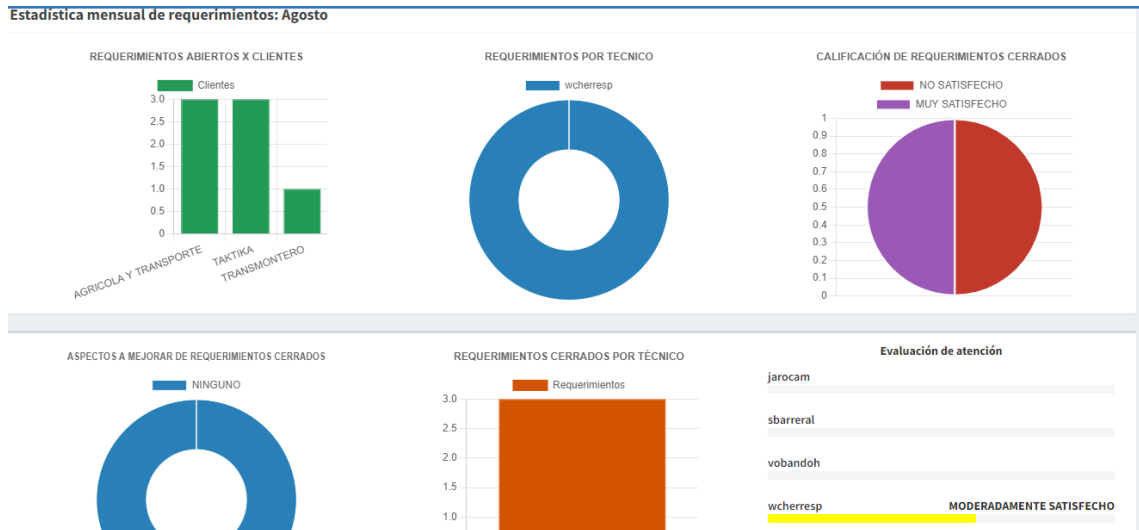 Estadística mensual de requerimientos: Agosto
REQUERIMIENTOS ABIERTOS X CLIENTES
Clientes
3.0
2.5
2.0
1.5
1.0
0.5
0
AGRICOLA Y TRANSPORTE
TAKTIKA
TRANSMONTERO
REQUERIMIENTOS POR TECNICO
wcherresp
CALIFICACIÓN DE REQUERIMIENTOS CERRADOS
NO SATISFECHO
MUY SATISFECHO
1
0.9
0.8
0.7
0.6
0.5
0.4
0.3
0.2
0.1
0
ASPECTOS A MEJORAR DE REQUERIMIENTOS CERRADOS
NINGUNO
REQUERIMIENTOS CERRADOS POR TÉCNICO
Requerimientos
3.0
2.5
2.0
1.5
1.0
Evaluación de atención
jarocam
sbarreral
vobandoh
wcherresp MODERADAMENTE SATISFECHO